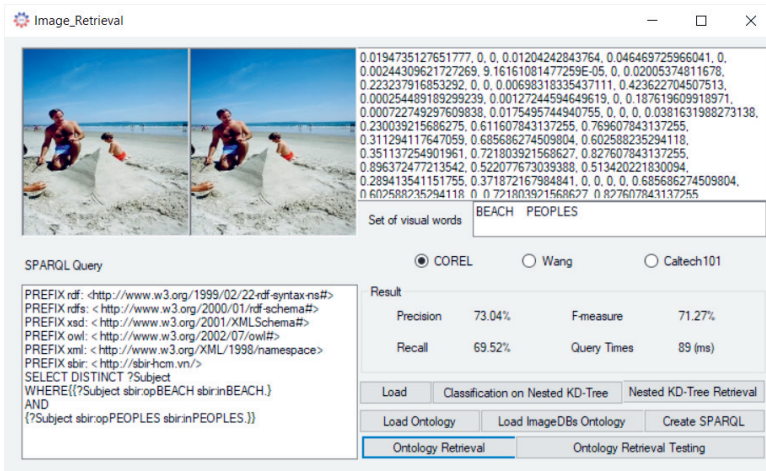 Image_Retrieval
0.0194735127651777, 0, 0, 0.01204242843764, 0.046469725966041, 0,
0.00244309621727269, 9.16161081477259E-05, 0, 0.02005374811678,
0.223237916853292, 0, 0, 0.00698318335437111, 0.423622704507513,
0.000254489189299239, 0.00127244594649619, 0, 0.187619609918971,
0.000722749297609838, 0.0175495744940755, 0, 0, 0, 0.0381631988273138,
0.230039215686275, 0.611607843137255, 0.769607843137255,
0.311294117647059, 0.685686274509804, 0.602588235294118,
0.351137254901961, 0.721803921568627, 0.827607843137255,
0.896372477213542, 0.522077673039388, 0.513420221830094,
0.289413541151755, 0.371872167984841, 0, 0, 0, 0, 0.685686274509804,
0.602588235294118, 0, 0.721803921568627, 0.827607843137255
Set of visual words
BEACH PEOPLES
SPARQL Query
COREL
Wang
Caltech101
PREFIX rdf: <http://www.w3.org/1999/02/22-rdf-syntax-ns#>
PREFIX rdfs: < http://www.w3.org/2000/01/rdf-schema#>
PREFIX xsd: < http://www.w3.org/2001/XMLSchema#>
PREFIX owl: < http://www.w3.org/2002/07/owl#>
PREFIX xml: < http://www.w3.org/XML/1998/namespace>
PREFIX sbir: < http://sbir-hcm.vn/>
SELECT DISTINCT ?Subject
WHERE{{?Subject sbir:opBEACH sbir:inBEACH.}
AND
{?Subject sbir:opPEOPLES sbir:inPEOPLES.}}
Result
Precision 73.04% F-measure 71.27%
Recall 69.52% Query Times 89 (ms)
Load
Classification on Nested KD-Tree
Nested KD-Tree Retrieval
Load Ontology
Load ImageDBs Ontology
Create SPARQL
Ontology Retrieval
Ontology Retrieval Testing